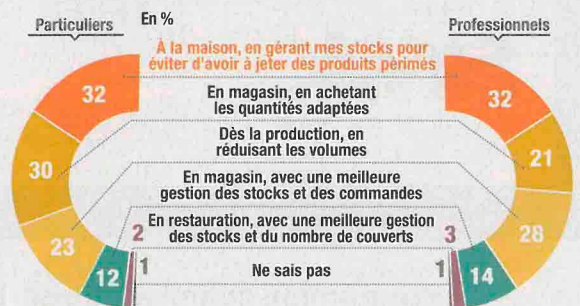 Particuliers
En %
Professionnels
À la maison, en gérant mes stocks pour
éviter d'avoir à jeter des produits périmés
32
32
En magasin, en achetant
les quantités adaptées
30
21
Dès la production, en
réduisant les volumes
En magasin, avec une meilleure
gestion des stocks et des commandes
23
28
En restauration, avec une meilleure gestion
des stocks et du nombre de couverts
2
3
12
14
1
Ne sais pas
1